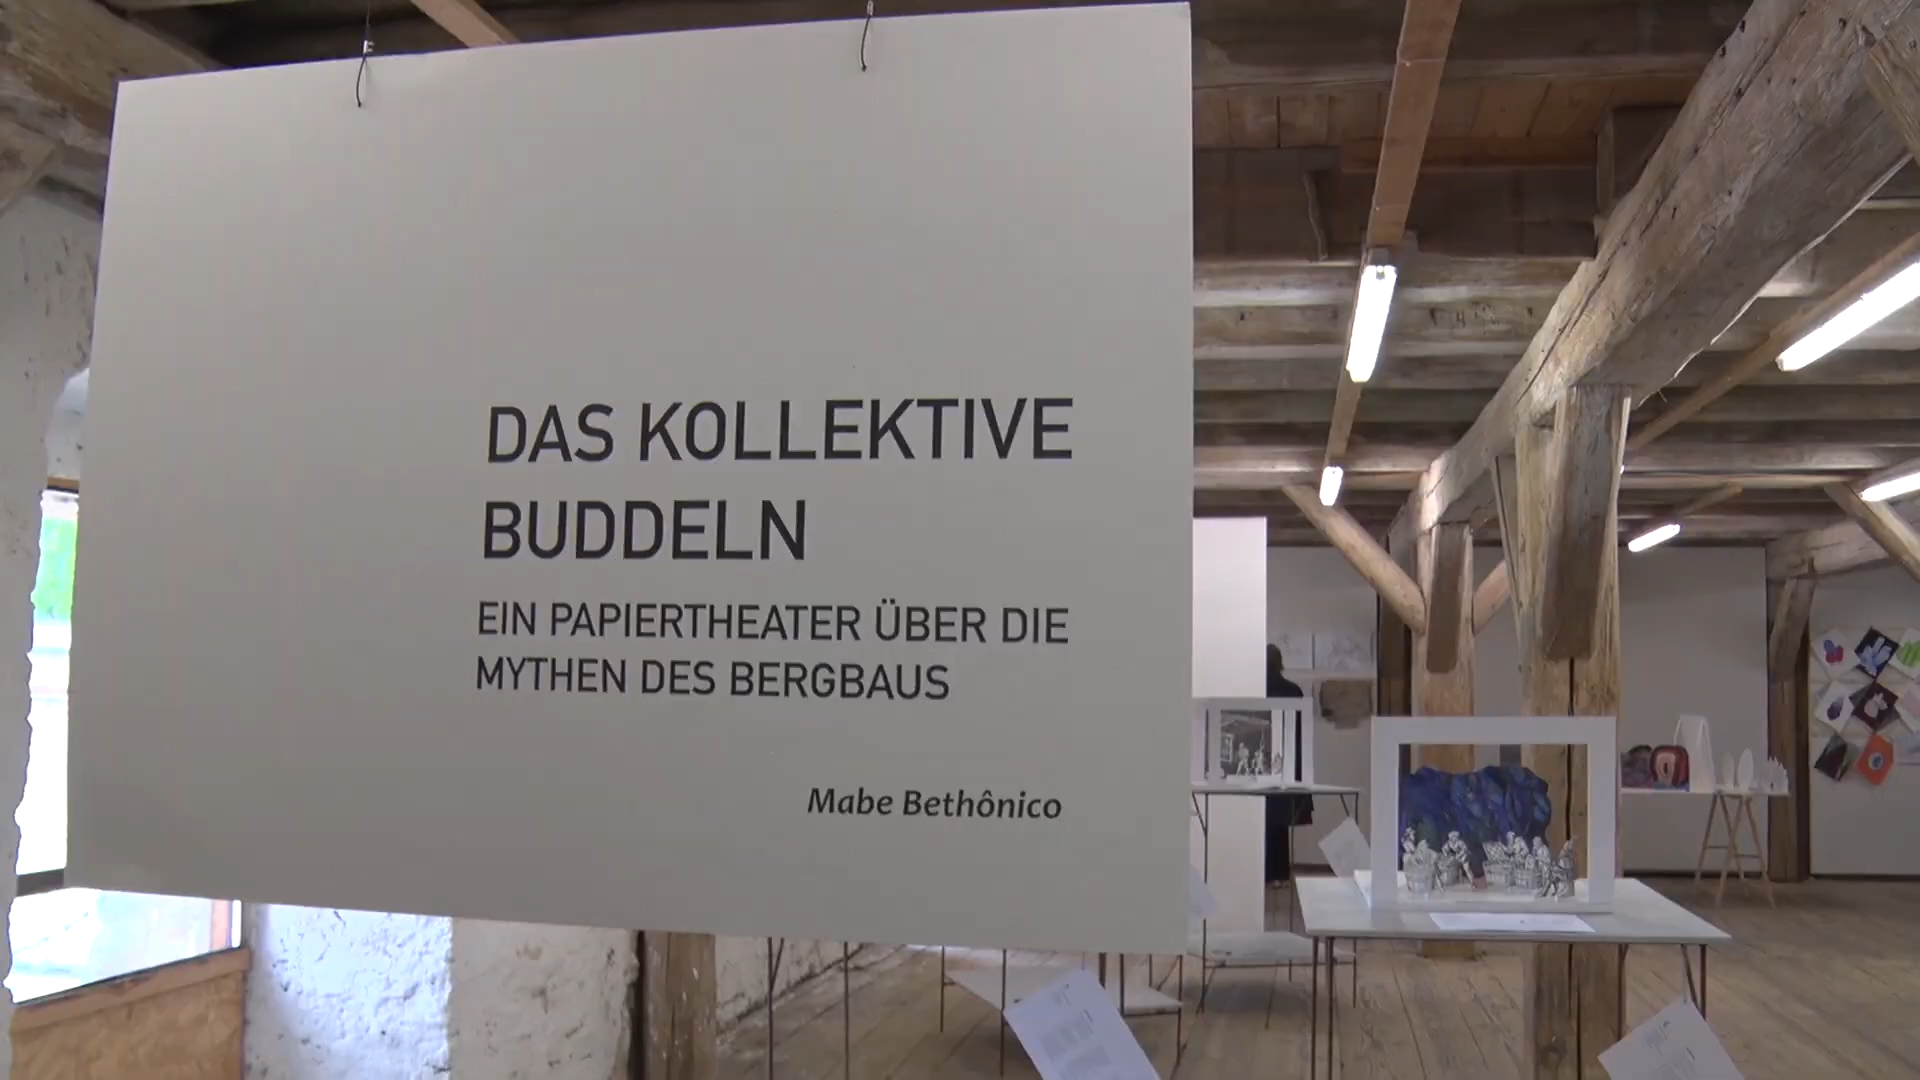 DAS KOLLEKTIVE
BUDDELN
EIN PAPIERTHEATER ÜBER DIE
MYTHEN DES BERGBAUS
Mabe Bethônico